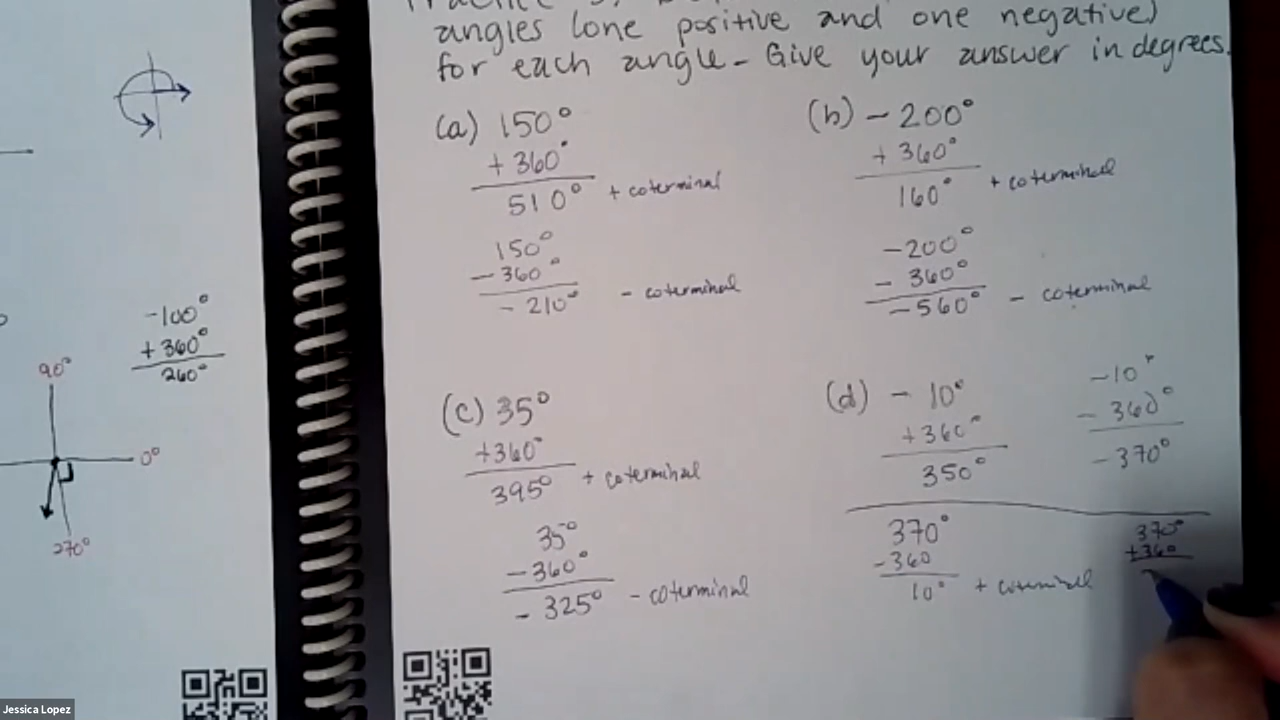 angles (one positive and one negative)
for each angle - Give your answer in degrees.
(a) 150°
+ 360°
510° + coterminal
150°
- 360°
- 210° - coterminal
(b) - 200°
+ 360°
160° + coterminal
-200°
- 360°
-560° - coterminal
(c) 35°
+360°
395° + coterminal
35°
- 360°
- 325° - coterminal
(d) - 10°
+360°
350°
-10°
- 360°
-370°
370°
-360
10° + coterminal
370°
+360
-100°
+ 360°
260°
90°
0°
270°
Jessica Lopez